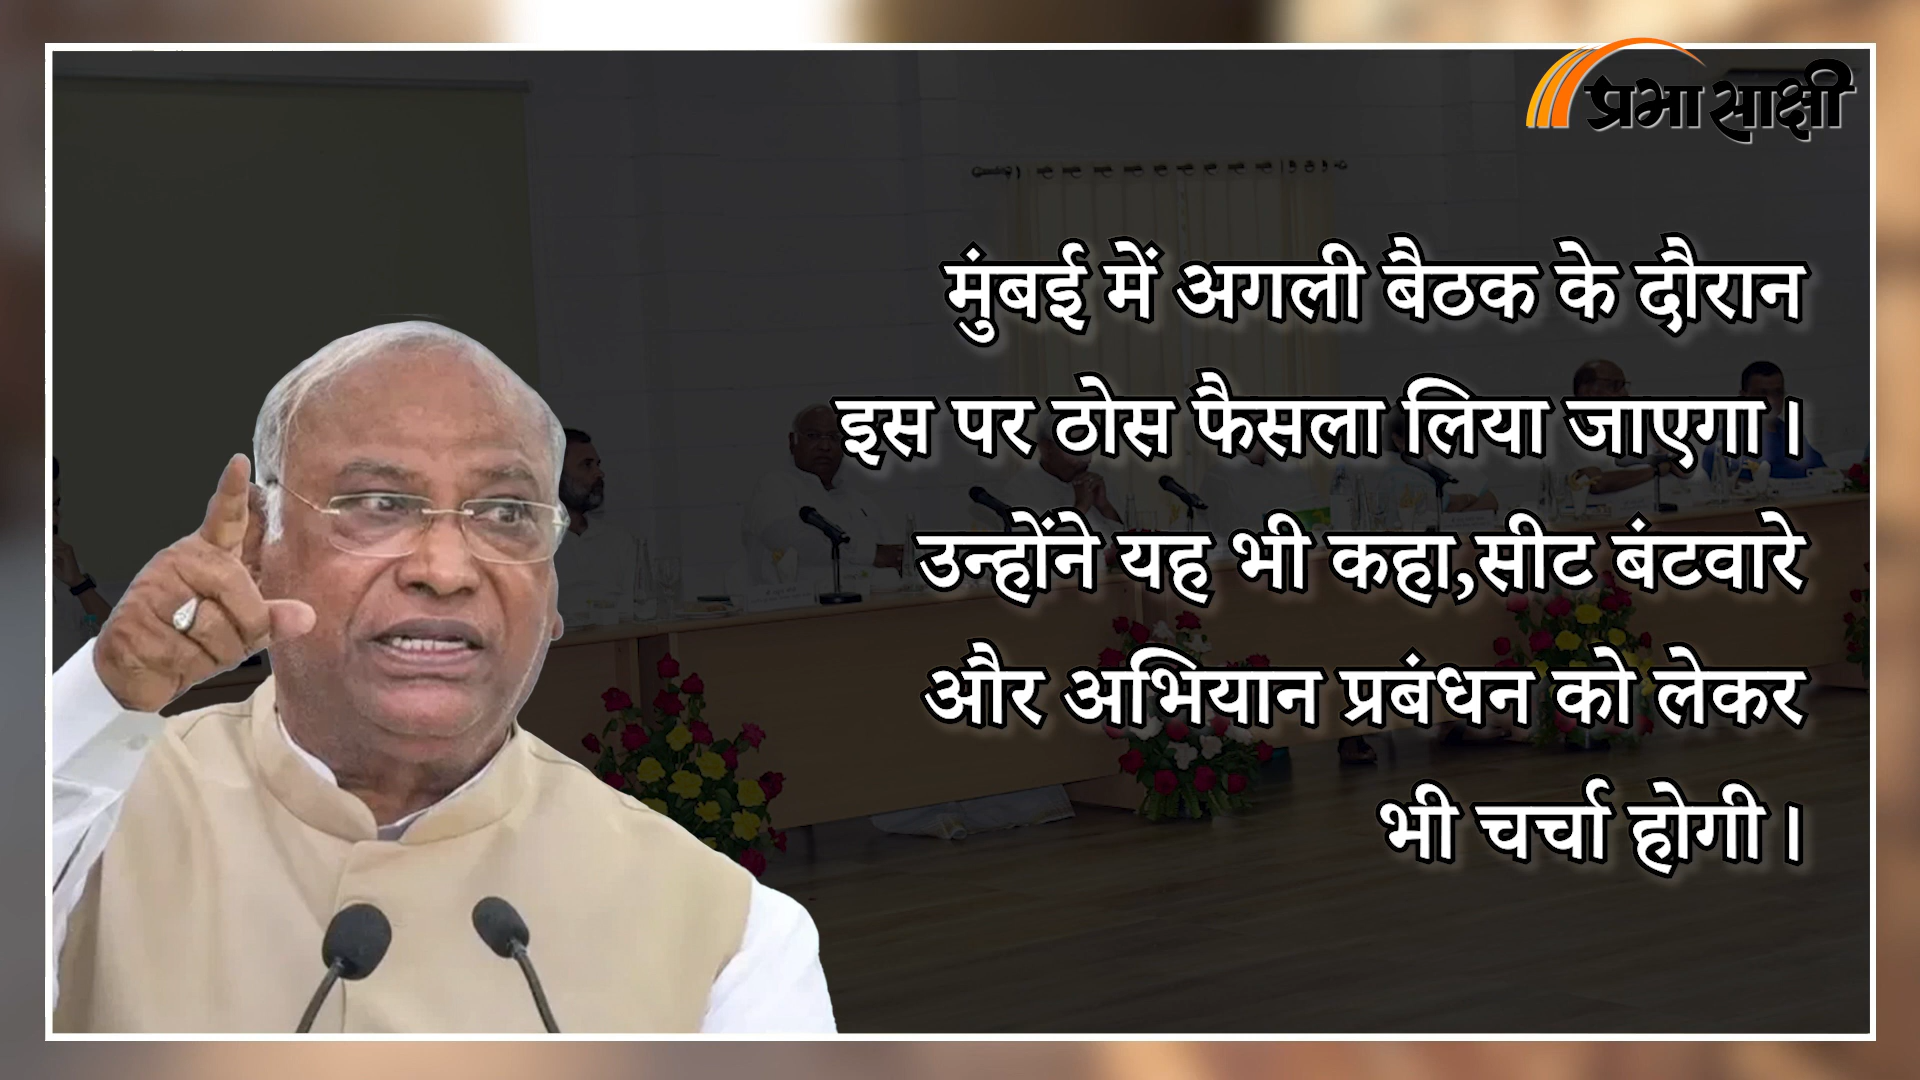 प्रभासाक्षी
मुंबई में अगली बैठक के दौरान
इस पर ठोस फैसला लिया जाएगा।
उन्होंने यह भी कहा,सीट बंटवारे
और अभियान प्रबंधन को लेकर
भी चर्चा होगी।